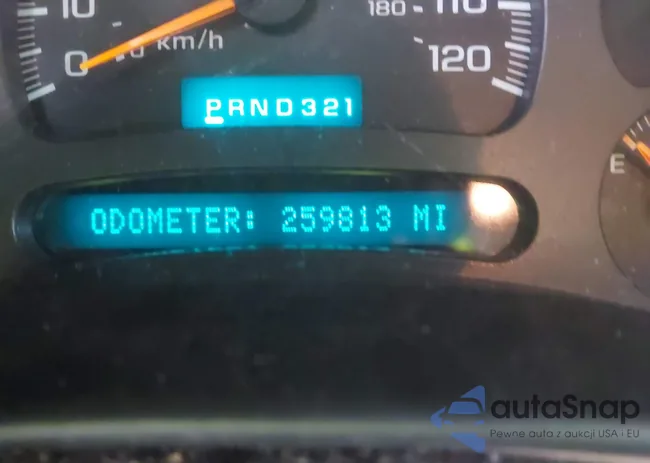 10
180 - 110
0 km/h
120
PRND321
E
ODOMETER: 259813 MI
autaSnap
Pewne auta z aukcji USA i EU